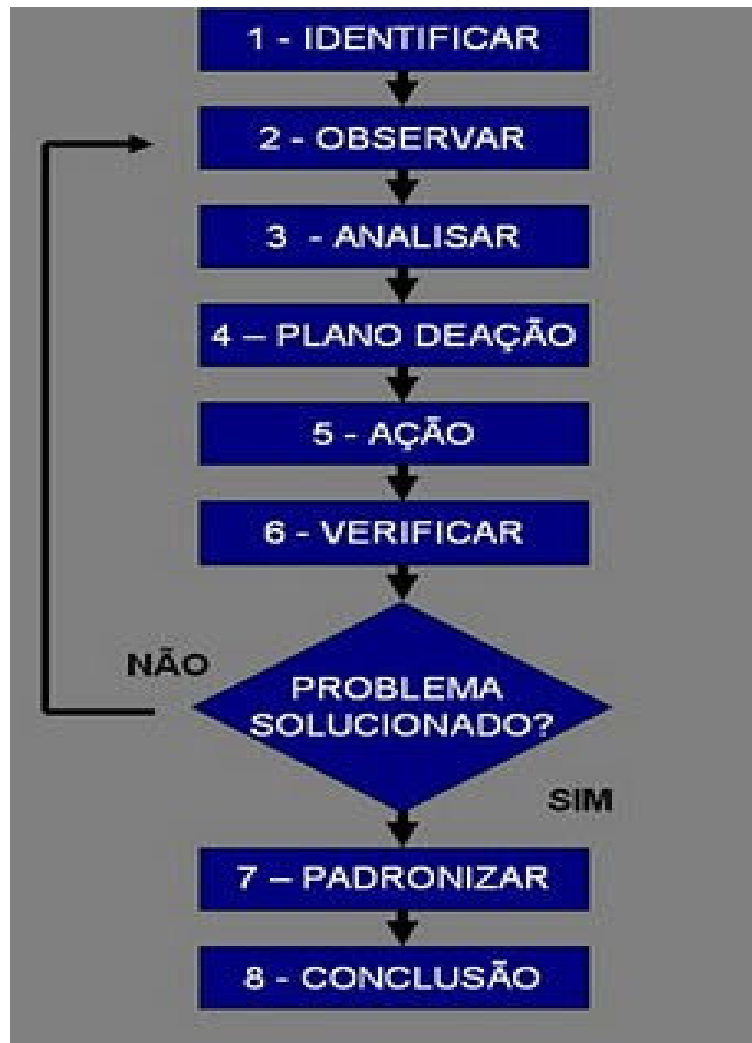 1 - IDENTIFICAR
2 - OBSERVAR
3 - ANALISAR
4 – PLANO DEAÇÃO
5 - AÇÃO
6 - VERIFICAR
NÃO
PROBLEMA
SOLUCIONADO?
SIM
7 – PADRONIZAR
8 - CONCLUSÃO